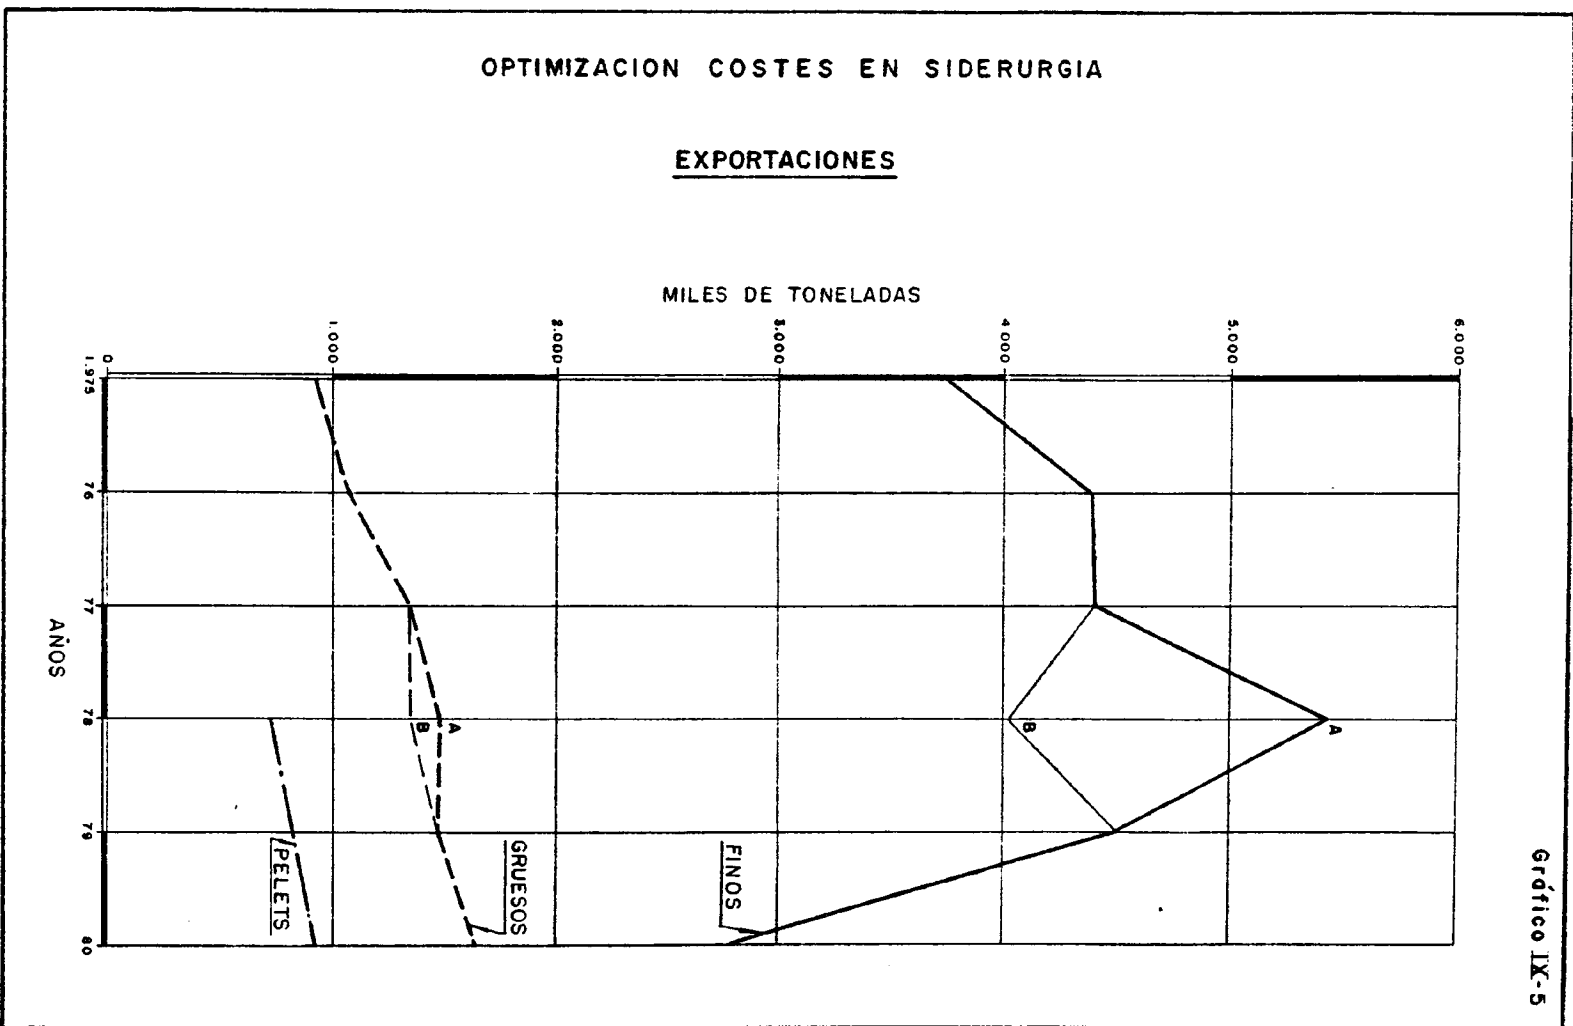 OPTIMIZACION COSTES EN SIDERURGIA
EXPORTACIONES
MILES DE TONELADAS
0
1.000
2.000
3.000
4.000
5.000
6.000
1.975
76
77
78
79
80
AÑOS
A
B
A
B
PELETS
GRUESOS
FINOS
Gráfico IX-5